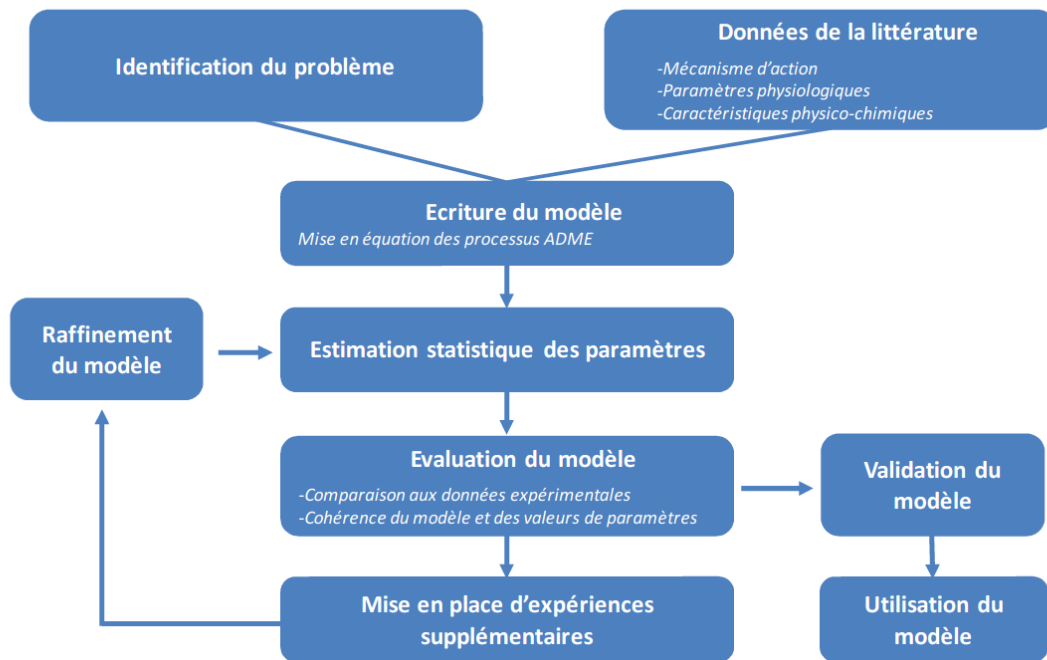 Identification du problème
Données de la littérature
-Mécanisme d'action
-Paramètres physiologiques
-Caractéristiques physico-chimiques
Ecriture du modèle
Mise en équation des processus ADME
Raffinement
du modèle
Estimation statistique des paramètres
Evaluation du modèle
-Comparaison aux données expérimentales
-Cohérence du modèle et des valeurs de paramètres
Validation du
modèle
Mise en place d'expériences
supplémentaires
Utilisation du
modèle